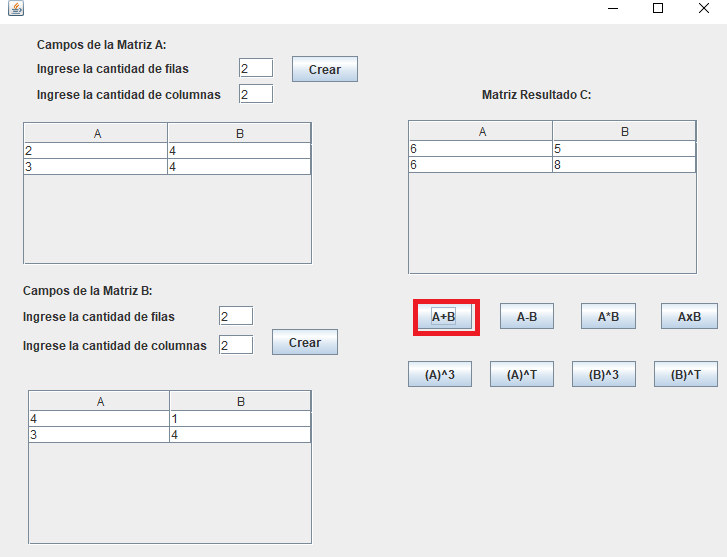 Campos de la Matriz A:
Ingrese la cantidad de filas 2 Crear
Ingrese la cantidad de columnas 2
A B
2 4
3 4
Campos de la Matriz B:
Ingrese la cantidad de filas 2
Ingrese la cantidad de columnas 2 Crear
A B
4 1
3 4
Matriz Resultado C:
A B
6 5
6 8
A+B A-B A*B AxB
(A)^3 (A)^T (B)^3 (B)^T